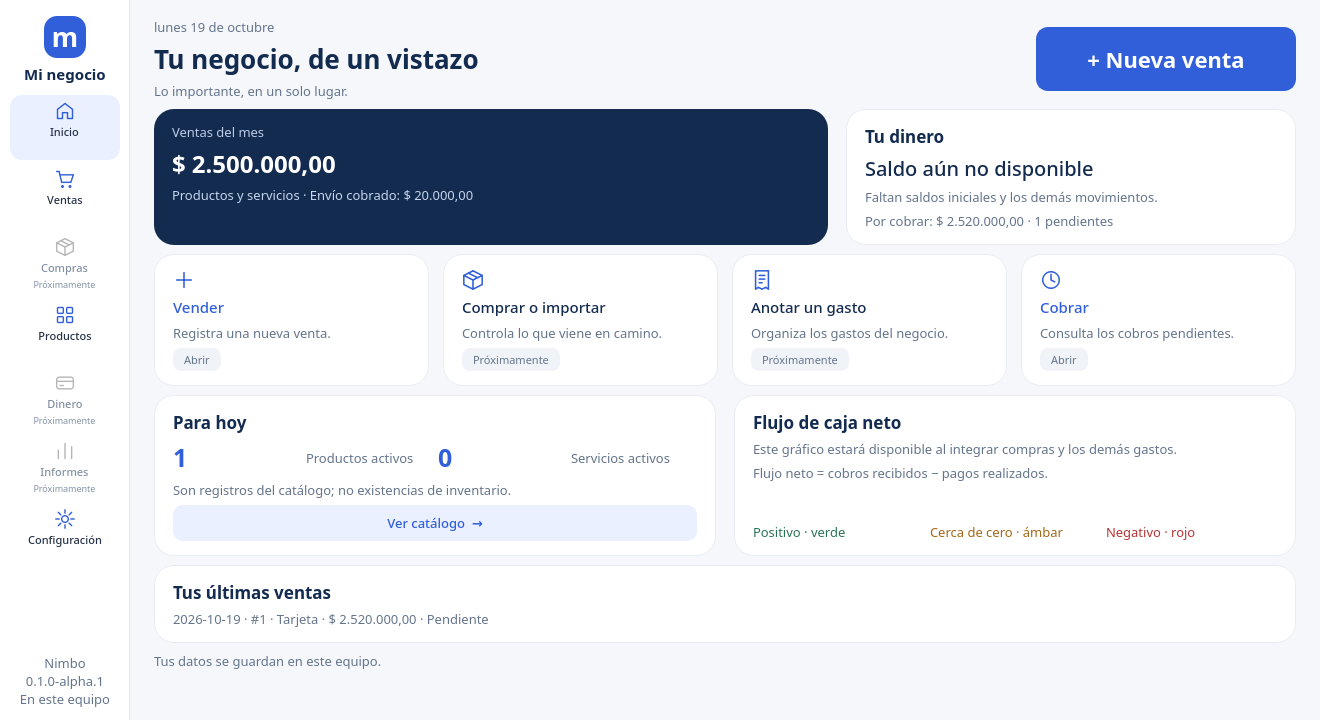 m
Mi negocio
Inicio
Ventas
Compras
Próximamente
Productos
Dinero
Próximamente
Informes
Próximamente
Configuración
Nimbo
0.1.0-alpha.1
En este equipo
lunes 19 de octubre
Tu negocio, de un vistazo
Lo importante, en un solo lugar.
+ Nueva venta
Ventas del mes
$ 2.500.000,00
Productos y servicios · Envío cobrado: $ 20.000,00
Tu dinero
Saldo aún no disponible
Faltan saldos iniciales y los demás movimientos.
Por cobrar: $ 2.520.000,00 · 1 pendientes
Vender
Registra una nueva venta.
Abrir
Comprar o importar
Controla lo que viene en camino.
Próximamente
Anotar un gasto
Organiza los gastos del negocio.
Próximamente
Cobrar
Consulta los cobros pendientes.
Abrir
Para hoy
1 Productos activos 0 Servicios activos
Son registros del catálogo; no existencias de inventario.
Ver catálogo →
Flujo de caja neto
Este gráfico estará disponible al integrar compras y los demás gastos.
Flujo neto = cobros recibidos − pagos realizados.
Positivo · verde Cerca de cero · ámbar Negativo · rojo
Tus últimas ventas
2026-10-19 · #1 · Tarjeta · $ 2.520.000,00 · Pendiente
Tus datos se guardan en este equipo.